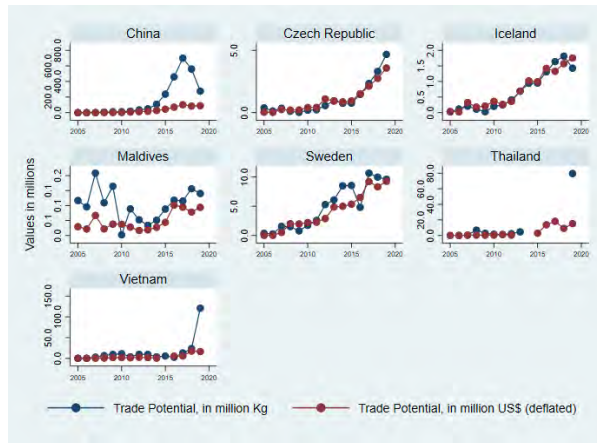 China
Czech Republic
Iceland
0.0 200.0 400.0 600.0 800.0
0.0 5.0
0.0 0.5 1.5 2.0
2005 2010 2015 2020
2005 2010 2015 2020
2005 2010 2015 2020
Maldives
Sweden
Thailand
Values in millions
0.0 0.1 0.1 0.2
0.0 5.0 10.0
0.0 20.0 40.0 60.0 80.0
2005 2010 2015 2020
2005 2010 2015 2020
2005 2010 2015 2020
Vietnam
0.0 50.0 100.0 150.0
2005 2010 2015 2020
Trade Potential, in million Kg
Trade Potential, in million US$ (deflated)